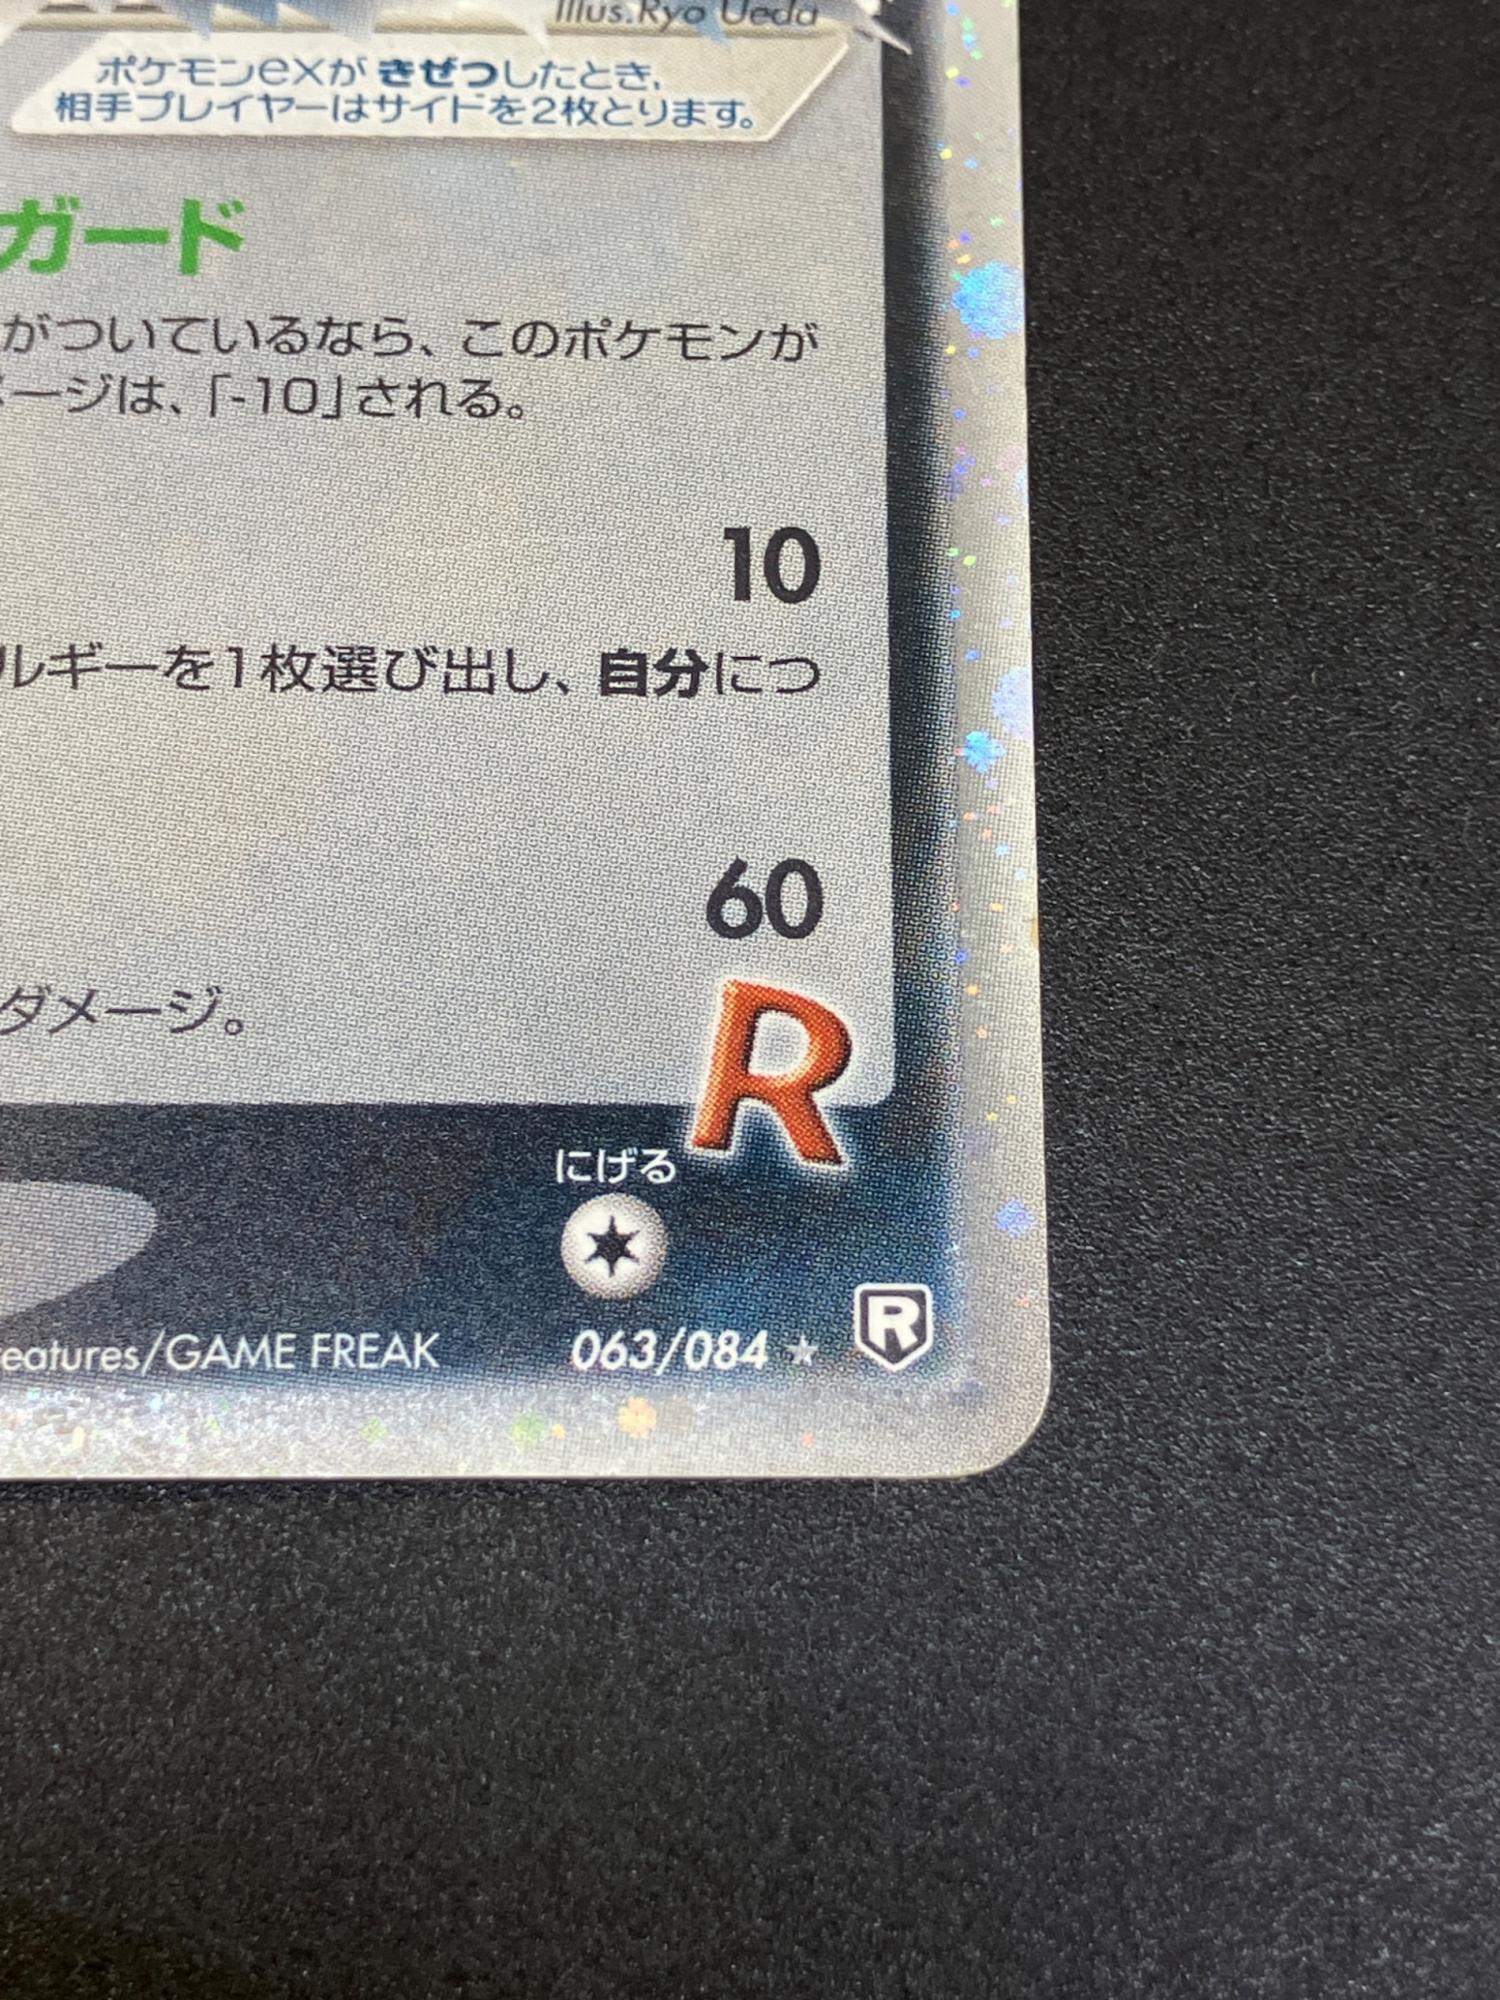 Illus.Ryo Ueda
ポケモンexが きぜつしたとき、
相手プレイヤーはサイドを2枚とります。
ガード
がついているなら、このポケモンが
メージは、「-10」される。
10
ルギーを1枚選び出し、自分につ
60
ダメージ。
R
にげる
eatures/GAME FREAK
063/084 ★
R